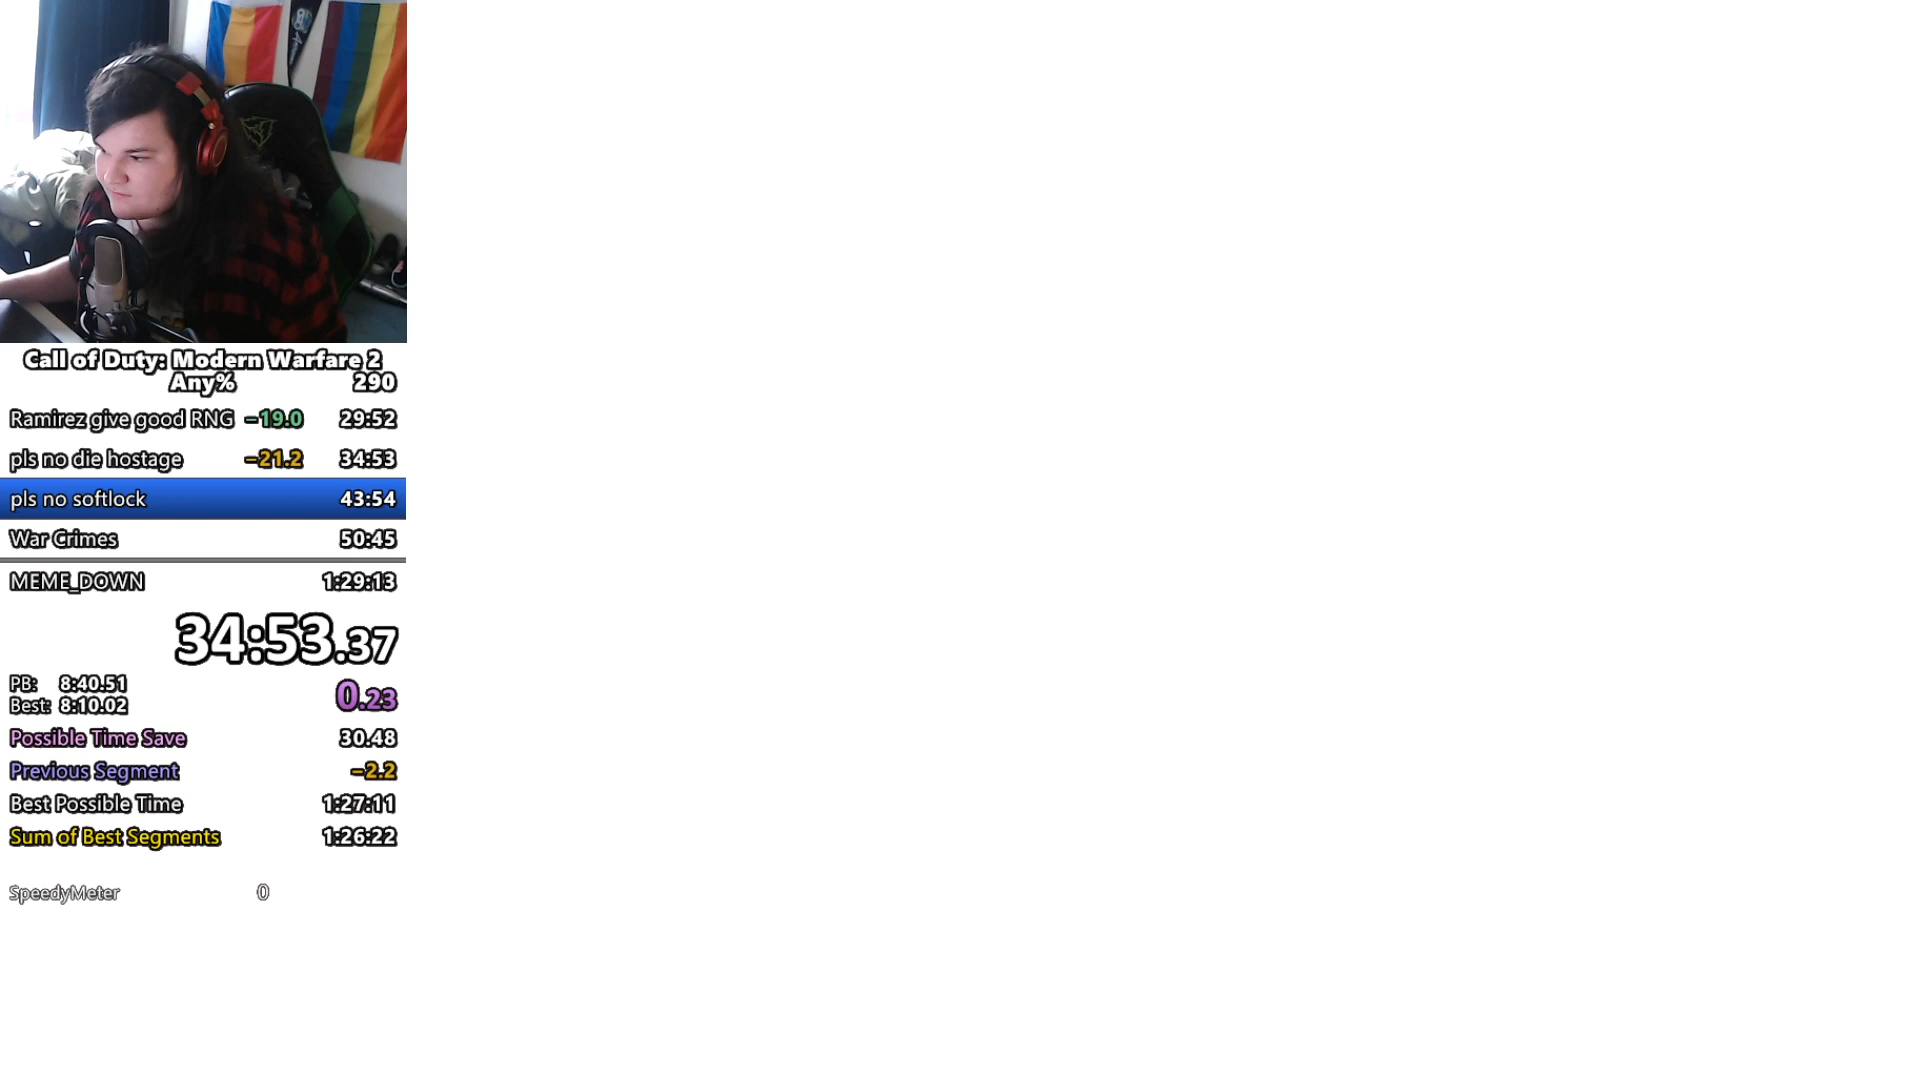 Call of Duty: Modern Warfare 2
Any% 290
Ramirez give good RNG −19.0 29:52
pls no die hostage −21.2 34:53
pls no softlock 43:54
War Crimes 50:45
MEME_DOWN 1:29:13
34:53.37
PB: 8:40.51 0.23
Best: 8:10.02
Possible Time Save 30.48
Previous Segment −2.2
Best Possible Time 1:27:11
Sum of Best Segments 1:26:22
SpeedyMeter 0